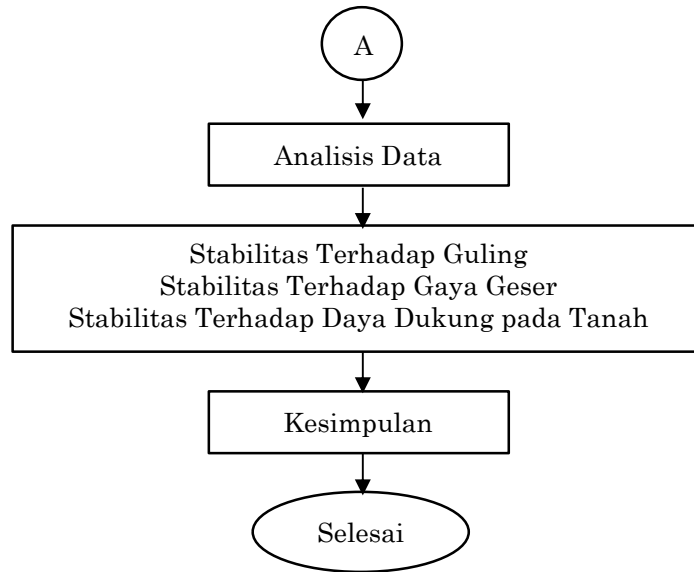 A
Analisis Data
Stabilitas Terhadap Guling
Stabilitas Terhadap Gaya Geser
Stabilitas Terhadap Daya Dukung pada Tanah
Kesimpulan
Selesai